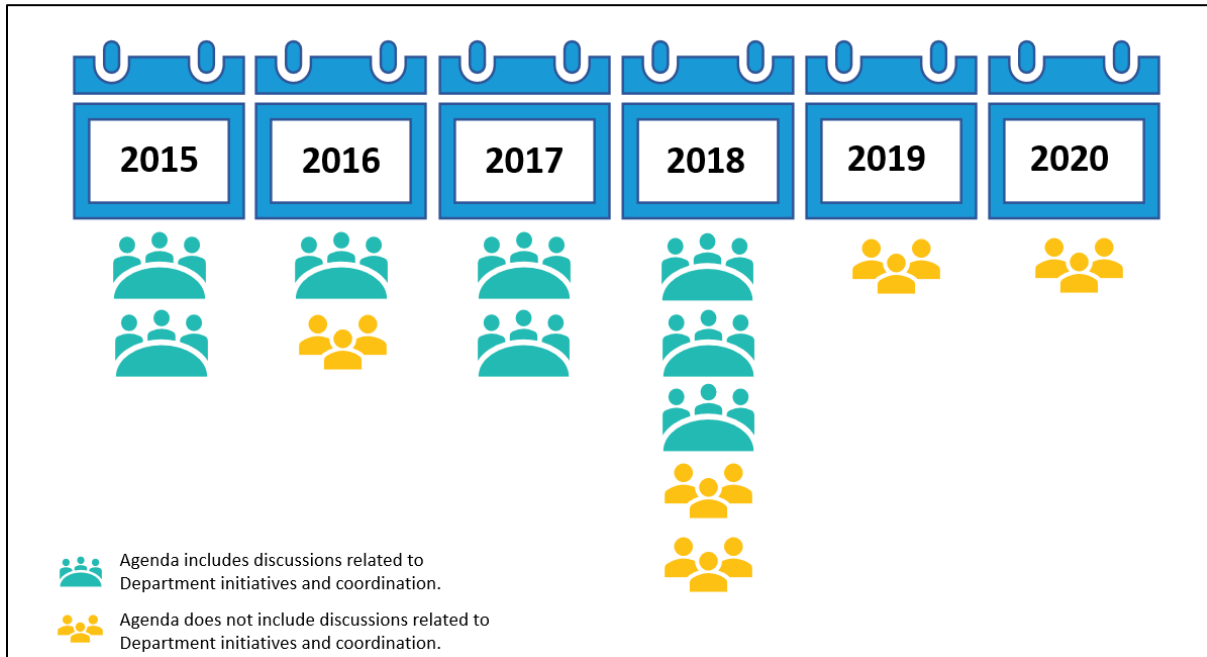 2015
2016
2017
2018
2019
2020
Agenda includes discussions related to
Department initiatives and coordination.
Agenda does not include discussions related to
Department initiatives and coordination.